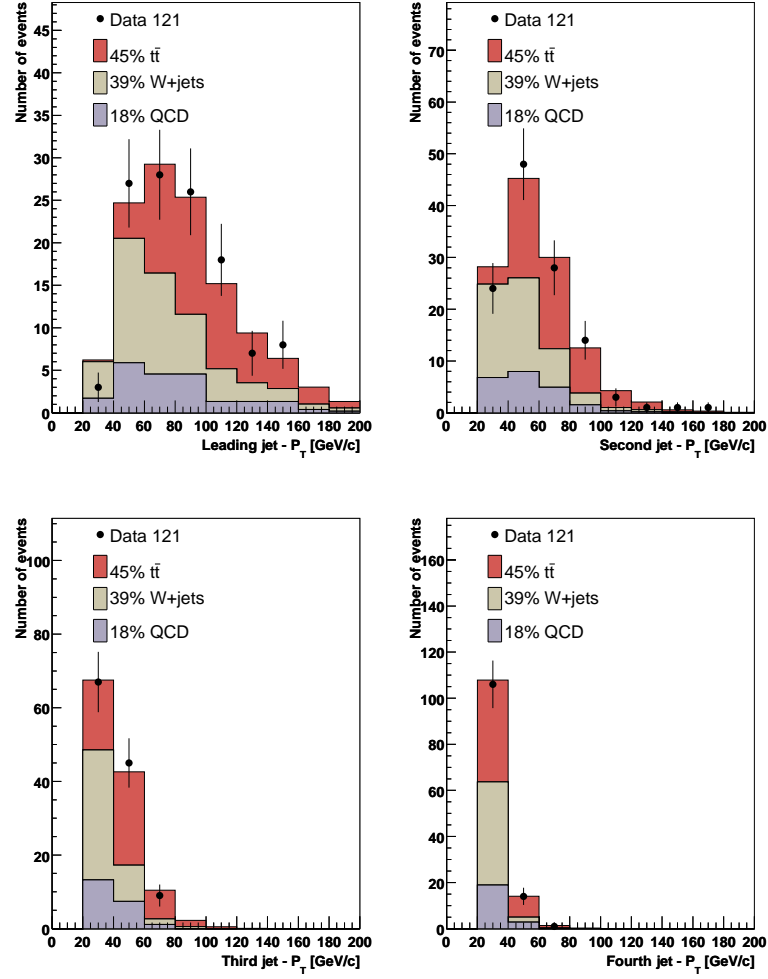 Number of events
45
40
35
30
25
20
15
10
5
0
Data 121
45% tt̄
39% W+jets
18% QCD
0 20 40 60 80 100 120 140 160 180 200
Leading jet - P_T [GeV/c]
Number of events
70
60
50
40
30
20
10
0
Data 121
45% tt̄
39% W+jets
18% QCD
0 20 40 60 80 100 120 140 160 180 200
Second jet - P_T [GeV/c]
Number of events
100
80
60
40
20
0
Data 121
45% tt̄
39% W+jets
18% QCD
0 20 40 60 80 100 120 140 160 180 200
Third jet - P_T [GeV/c]
Number of events
160
140
120
100
80
60
40
20
0
Data 121
45% tt̄
39% W+jets
18% QCD
0 20 40 60 80 100 120 140 160 180 200
Fourth jet - P_T [GeV/c]